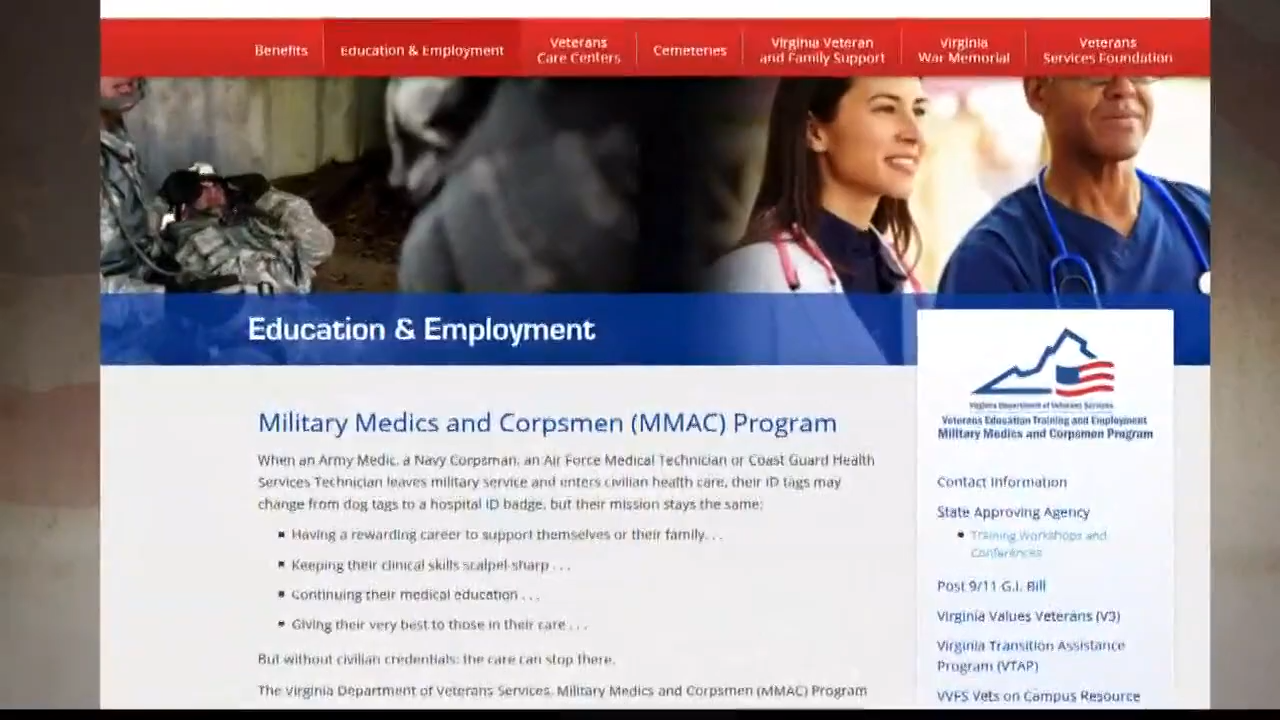 Benefits
Education & Employment
Veterans
Care Centers
Cemeteries
Virginia Veteran
and Family Support
Virginia
War Memorial
Veterans
Services Foundation
Education & Employment
Military Medics and Corpsmen (MMAC) Program
When an Army Medic, a Navy Corpsman, an Air Force Medical Technician or Coast Guard Health
Services Technician leaves military service and enters civilian health care, their ID tags may
change from dog tags to a hospital ID badge, but their mission stays the same:
Having a rewarding career to support themselves or their family. . .
Keeping their clinical skills scalpel-sharp . . .
Continuing their medical education . . .
Giving their very best to those in their care . . .
But without civilian credentials: the care can stop there.
The Virginia Department of Veterans Services, Military Medics and Corpsmen (MMAC) Program
Virginia Department of Veterans Services
Veterans Education Training and Employment
Military Medics and Corpsmen Program
Contact Information
State Approving Agency
Training Workshops and
Conferences
Post 9/11 G.I. Bill
Virginia Values Veterans (V3)
Virginia Transition Assistance
Program (VTAP)
VVFS Vets on Campus Resource